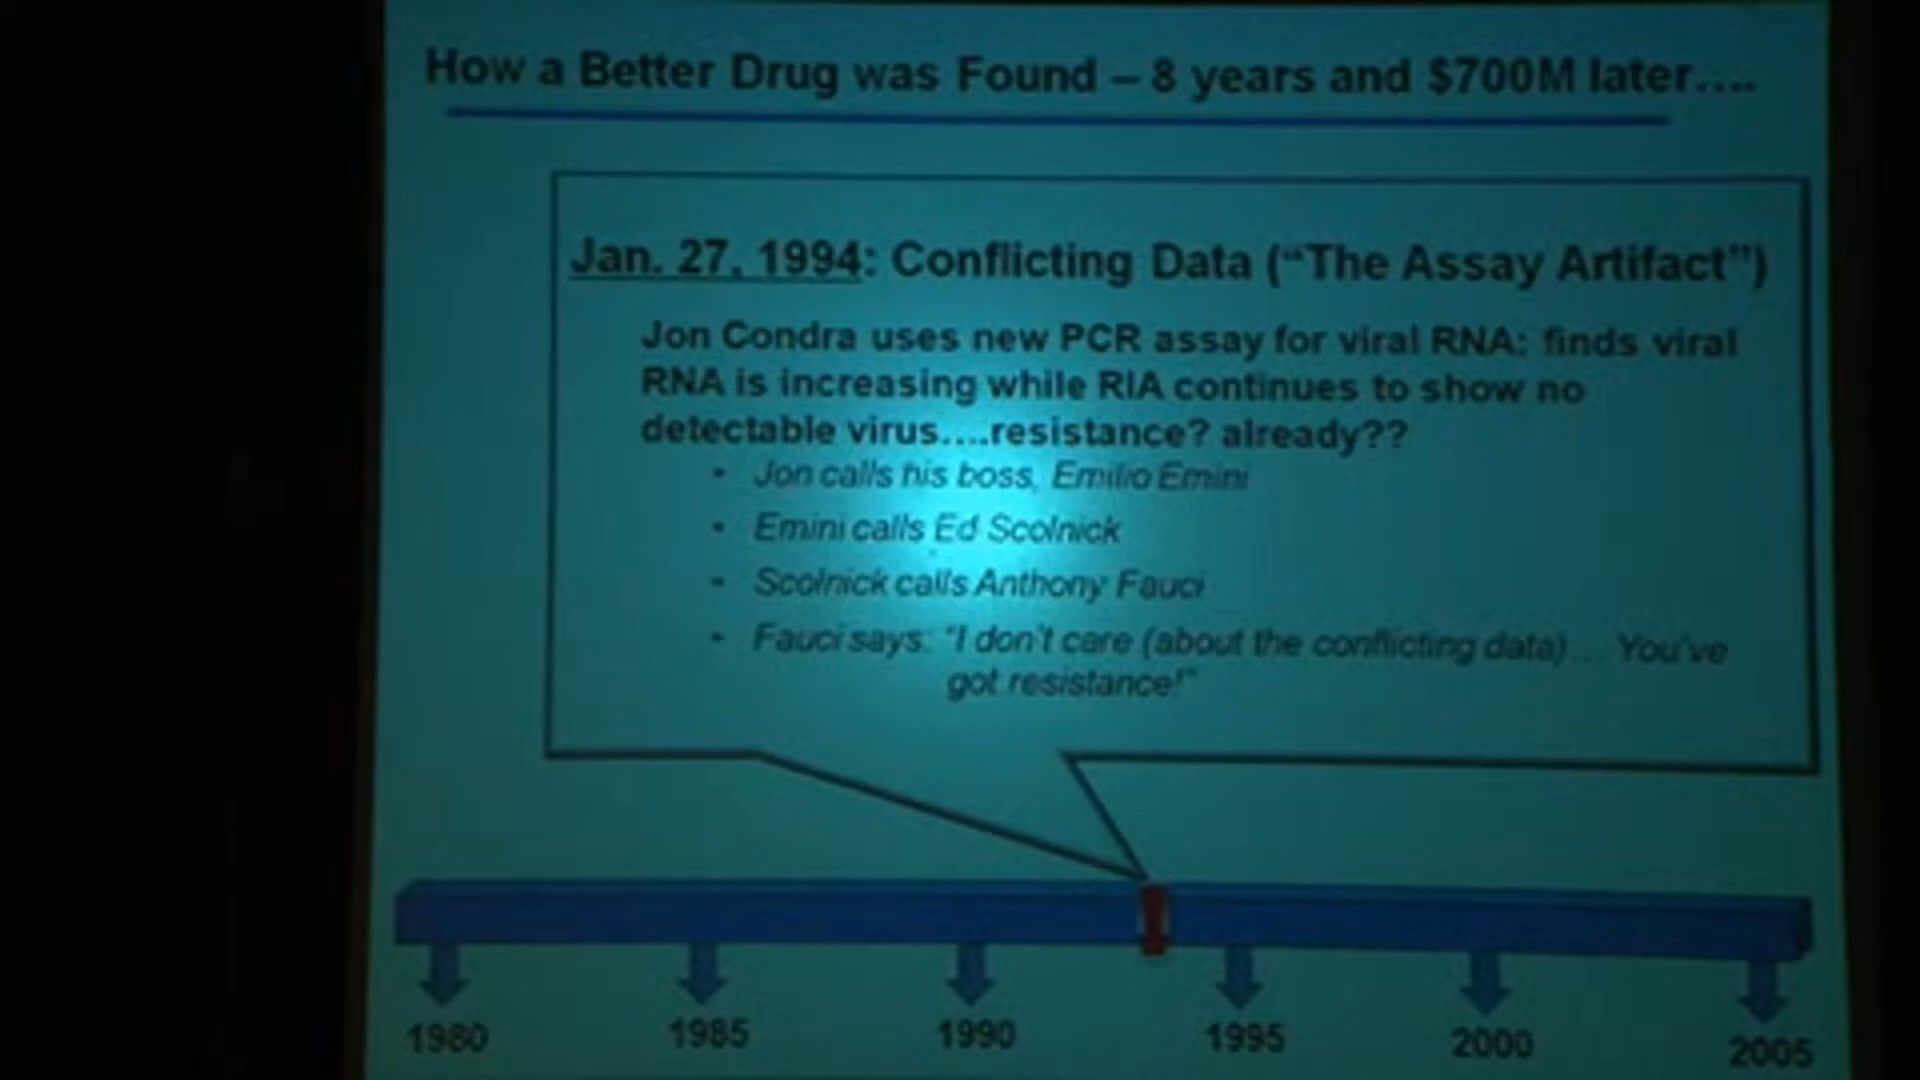 How a Better Drug was Found – 8 years and $700M later….
Jan. 27, 1994: Conflicting Data (“The Assay Artifact”)
Jon Condra uses new PCR assay for viral RNA: finds viral
RNA is increasing while RIA continues to show no
detectable virus….resistance? already??
• Jon calls his boss, Emilio Emini
• Emini calls Ed Scolnick
• Scolnick calls Anthony Fauci
• Fauci says: “I don’t care (about the conflicting data)… You’ve
got resistance!”
1980 1985 1990 1995 2000 2005